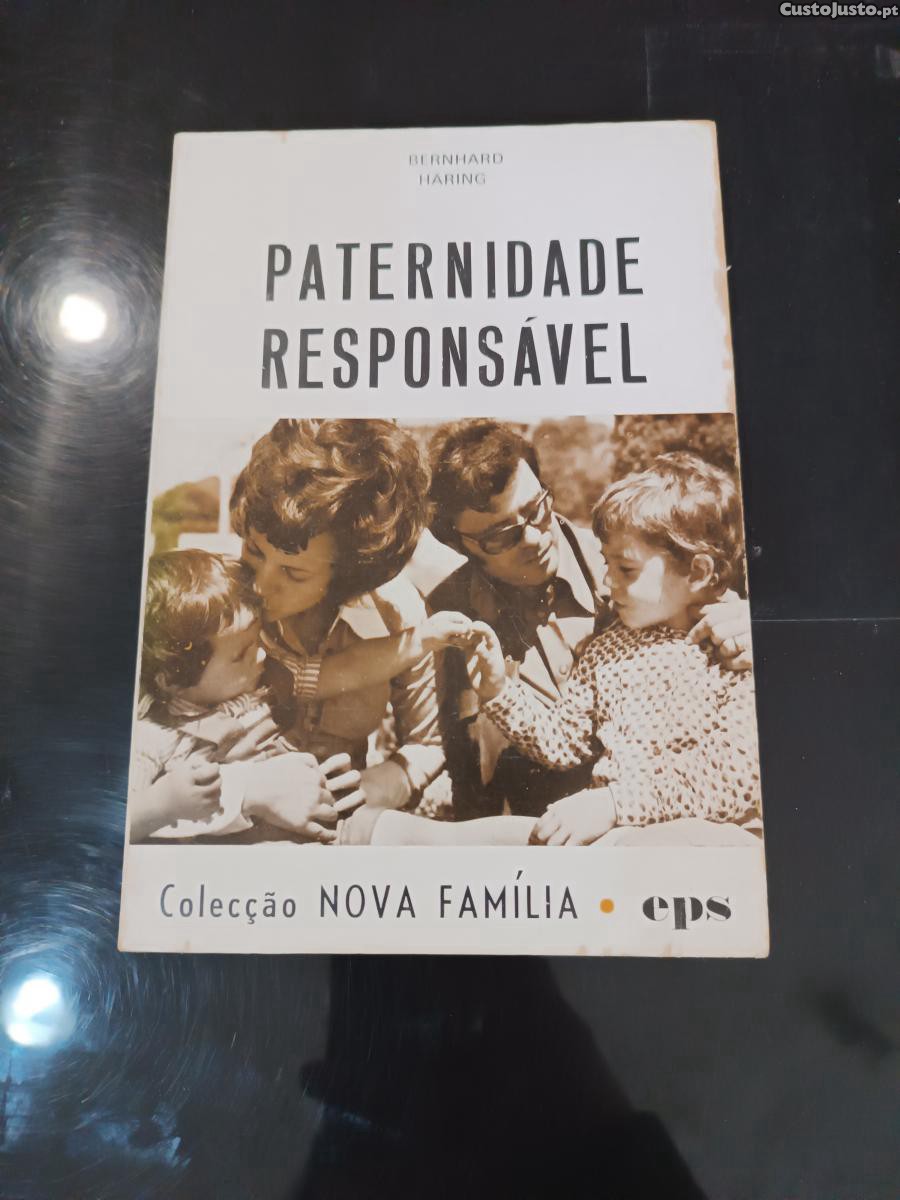 CustoJusto.pt
BERNHARD
HÄRING
PATERNIDADE
RESPONSÁVEL
Colecção NOVA FAMÍLIA • eps